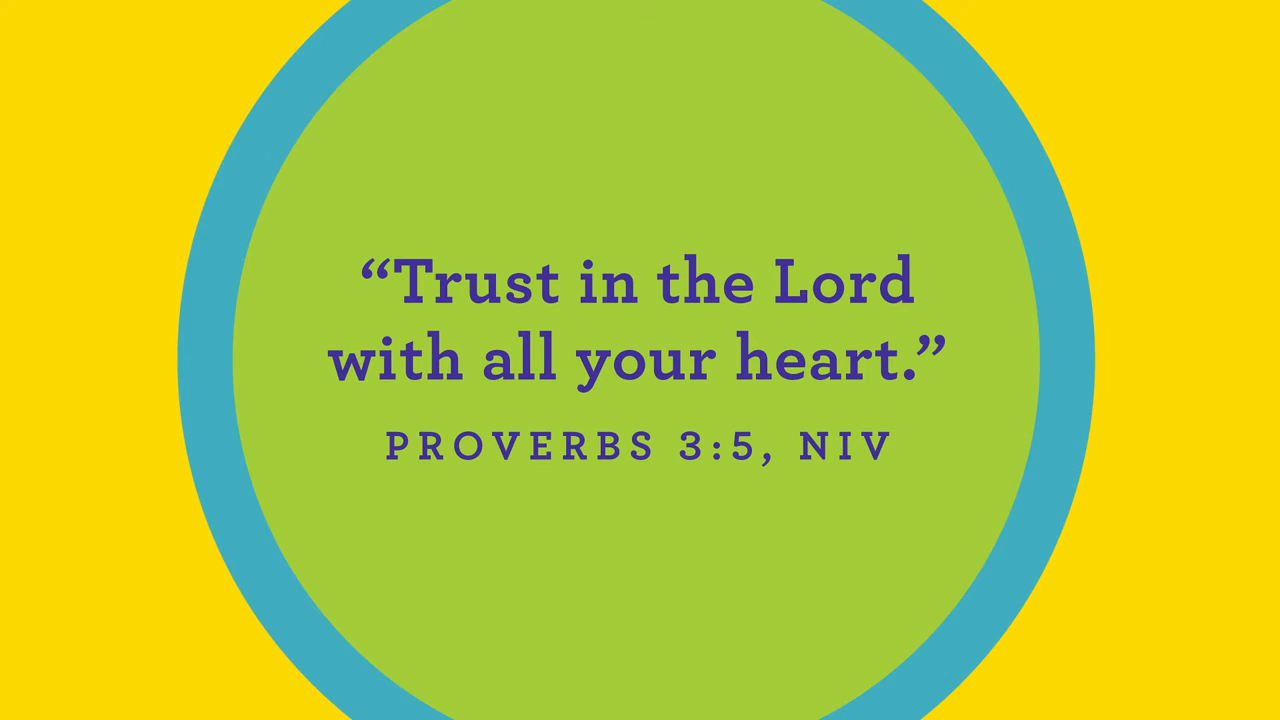 “Trust in the Lord
with all your heart.”
PROVERBS 3:5, NIV